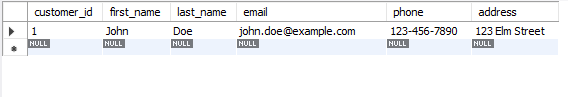 customer_id first_name last_name email phone address
1 John Doe john.doe@example.com 123-456-7890 123 Elm Street
NULL NULL NULL NULL NULL NULL